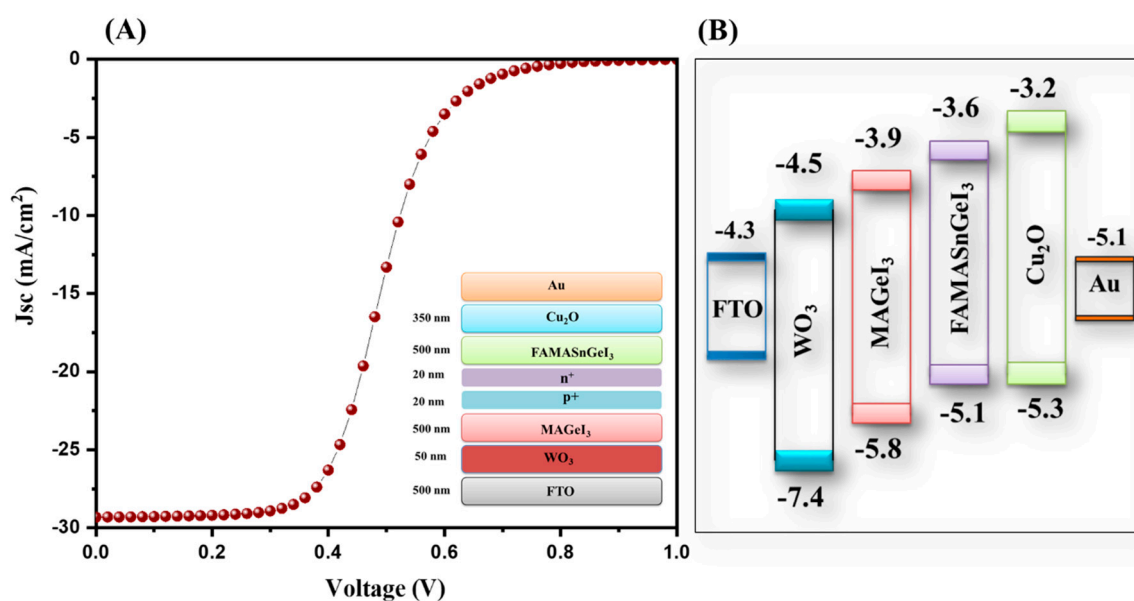 (A)
0
-5
-10
-15
-20
-25
-30
Jsc (mA/cm²)
0.0 0.2 0.4 0.6 0.8 1.0
Voltage (V)
Au
350 nm Cu₂O
500 nm FAMASnGeI₃
20 nm n⁺
20 nm p⁺
500 nm MAGeI₃
50 nm WO₃
500 nm FTO
(B)
-4.3
FTO
-4.5
WO₃
-7.4
-3.9
MAGeI₃
-5.8
-3.6
FAMASnGeI₃
-5.1
-3.2
Cu₂O
-5.3
-5.1
Au